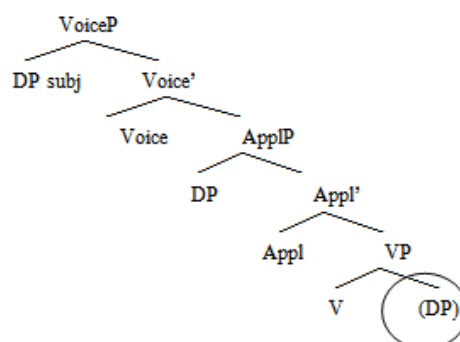 VoiceP
DP subj Voice’
Voice ApplP
DP Appl’
Appl VP
V (DP)